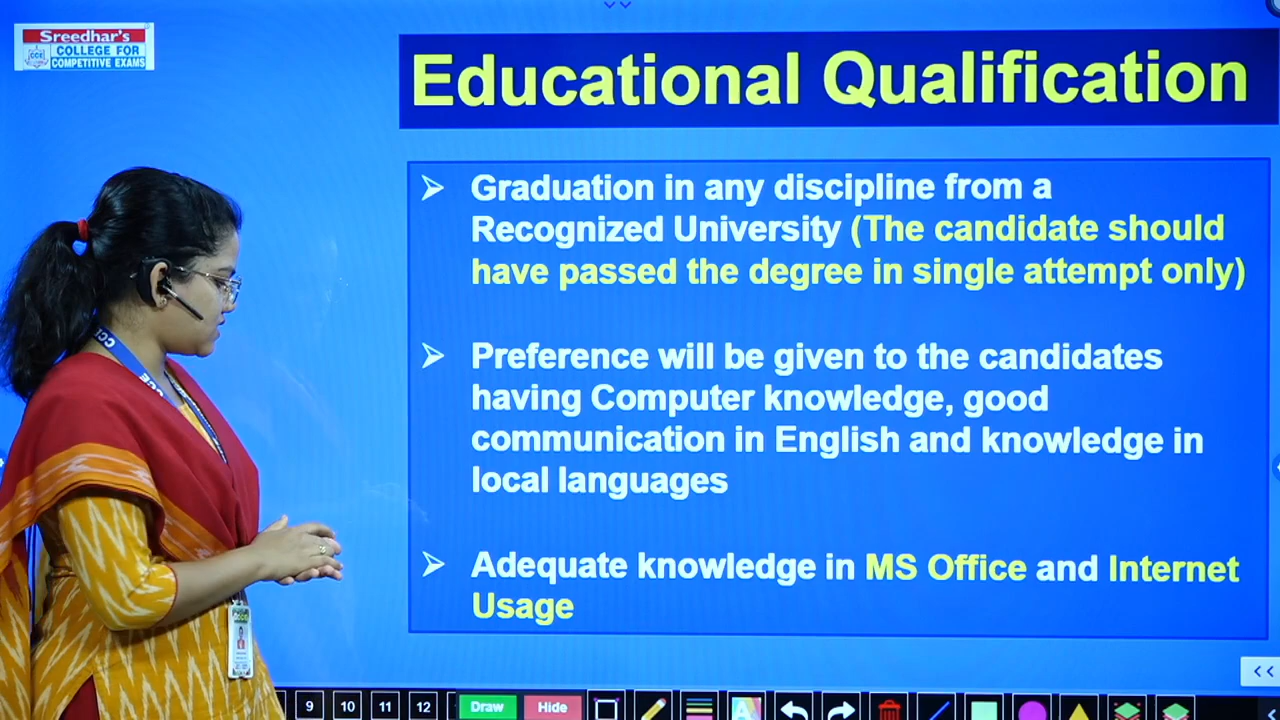 Sreedhar's
CCE
COLLEGE FOR
COMPETITIVE EXAMS
Educational Qualification
Graduation in any discipline from a
Recognized University (The candidate should
have passed the degree in single attempt only)
Preference will be given to the candidates
having Computer knowledge, good
communication in English and knowledge in
local languages
Adequate knowledge in MS Office and Internet
Usage
CCE
CCE
9 10 11 12 Draw Hide